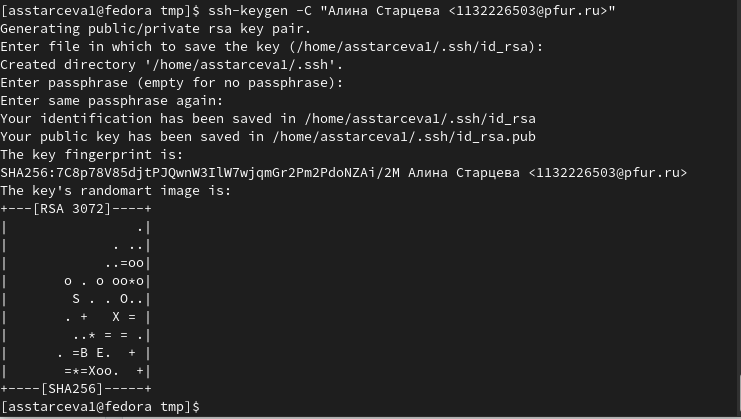 [asstarceva1@fedora tmp]$ ssh-keygen -C "Алина Старцева <1132226503@pfur.ru>"
Generating public/private rsa key pair.
Enter file in which to save the key (/home/asstarceva1/.ssh/id_rsa):
Created directory '/home/asstarceva1/.ssh'.
Enter passphrase (empty for no passphrase):
Enter same passphrase again:
Your identification has been saved in /home/asstarceva1/.ssh/id_rsa
Your public key has been saved in /home/asstarceva1/.ssh/id_rsa.pub
The key fingerprint is:
SHA256:7C8p78V85djtPJQwnW3IlW7wjqmGr2Pm2PdoNZAi/2M Алина Старцева <1132226503@pfur.ru>
The key's randomart image is:
+---[RSA 3072]----+
|                .|
|             . ..|
|            ..=oo|
|       o . o oo*o|
|        S . . O..|
|       . +   X = |
|        ..* = = .|
|      . =B E.  + |
|       =*=Xoo.  +|
+----[SHA256]-----+
[asstarceva1@fedora tmp]$